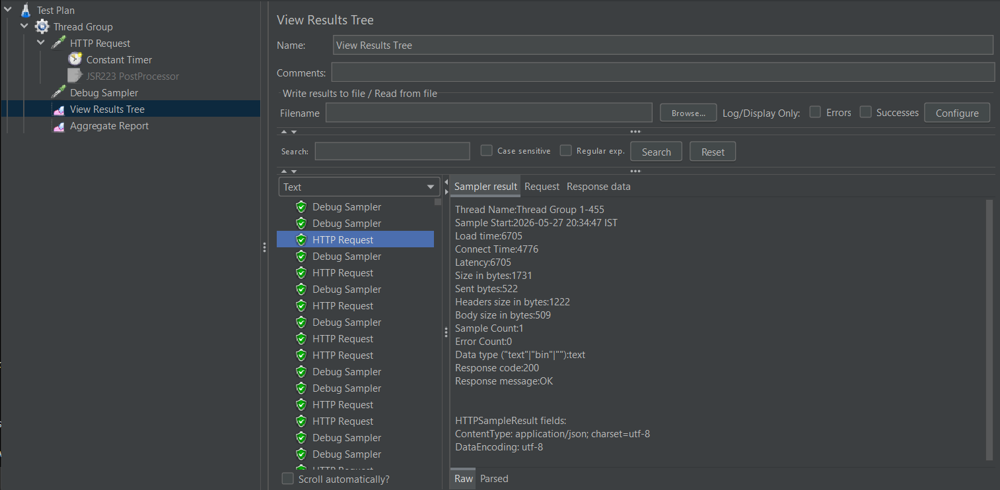 Test Plan
Thread Group
HTTP Request
Constant Timer
JSR223 PostProcessor
Debug Sampler
View Results Tree
Aggregate Report
View Results Tree
Name: View Results Tree
Comments:
Write results to file / Read from file
Filename Browse... Log/Display Only: Errors Successes Configure
Search: Case sensitive Regular exp. Search Reset
Text
Debug Sampler
Debug Sampler
HTTP Request
Debug Sampler
HTTP Request
Debug Sampler
HTTP Request
Debug Sampler
HTTP Request
HTTP Request
Debug Sampler
Debug Sampler
HTTP Request
HTTP Request
Debug Sampler
Debug Sampler
HTTP Request
Scroll automatically?
Sampler result Request Response data
Thread Name:Thread Group 1-455
Sample Start:2026-05-27 20:34:47 IST
Load time:6705
Connect Time:4776
Latency:6705
Size in bytes:1731
Sent bytes:522
Headers size in bytes:1222
Body size in bytes:509
Sample Count:1
Error Count:0
Data type ("text"|"bin"|""):text
Response code:200
Response message:OK
HTTPSampleResult fields:
ContentType: application/json; charset=utf-8
DataEncoding: utf-8
Raw Parsed